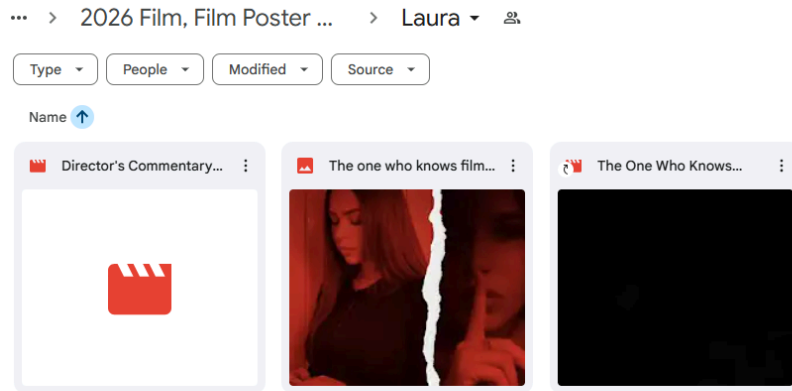 ... > 2026 Film, Film Poster ... > Laura
Type People Modified Source
Name
Director's Commentary... The one who knows film... The One Who Knows...